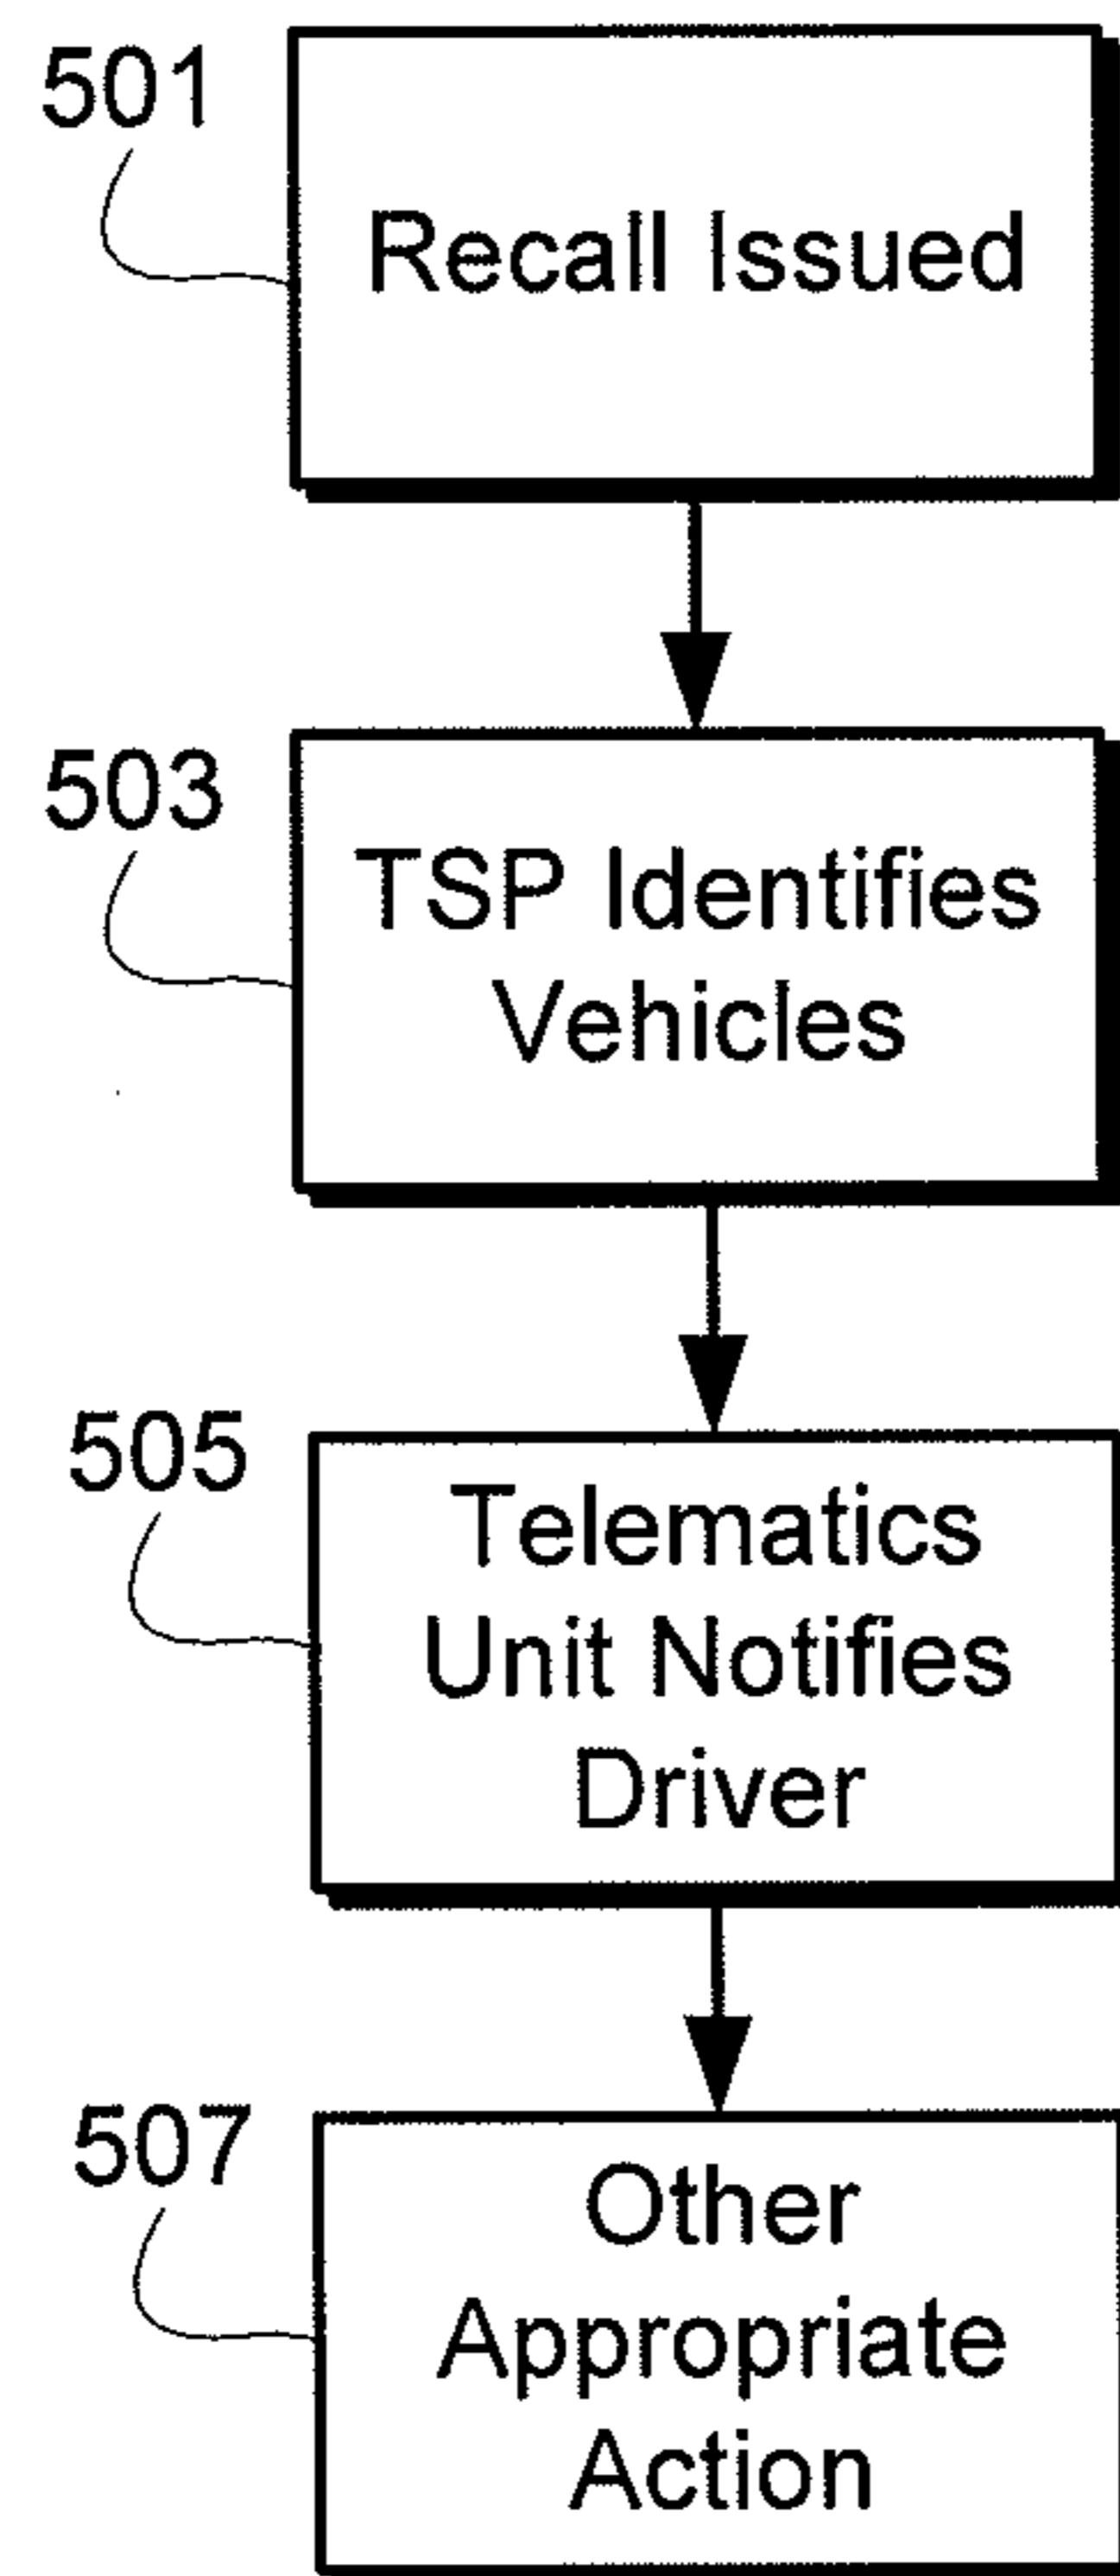 501
Recall Issued
503
TSP Identifies
Vehicles
505
Telematics
Unit Notifies
Driver
507
Other
Appropriate
Action